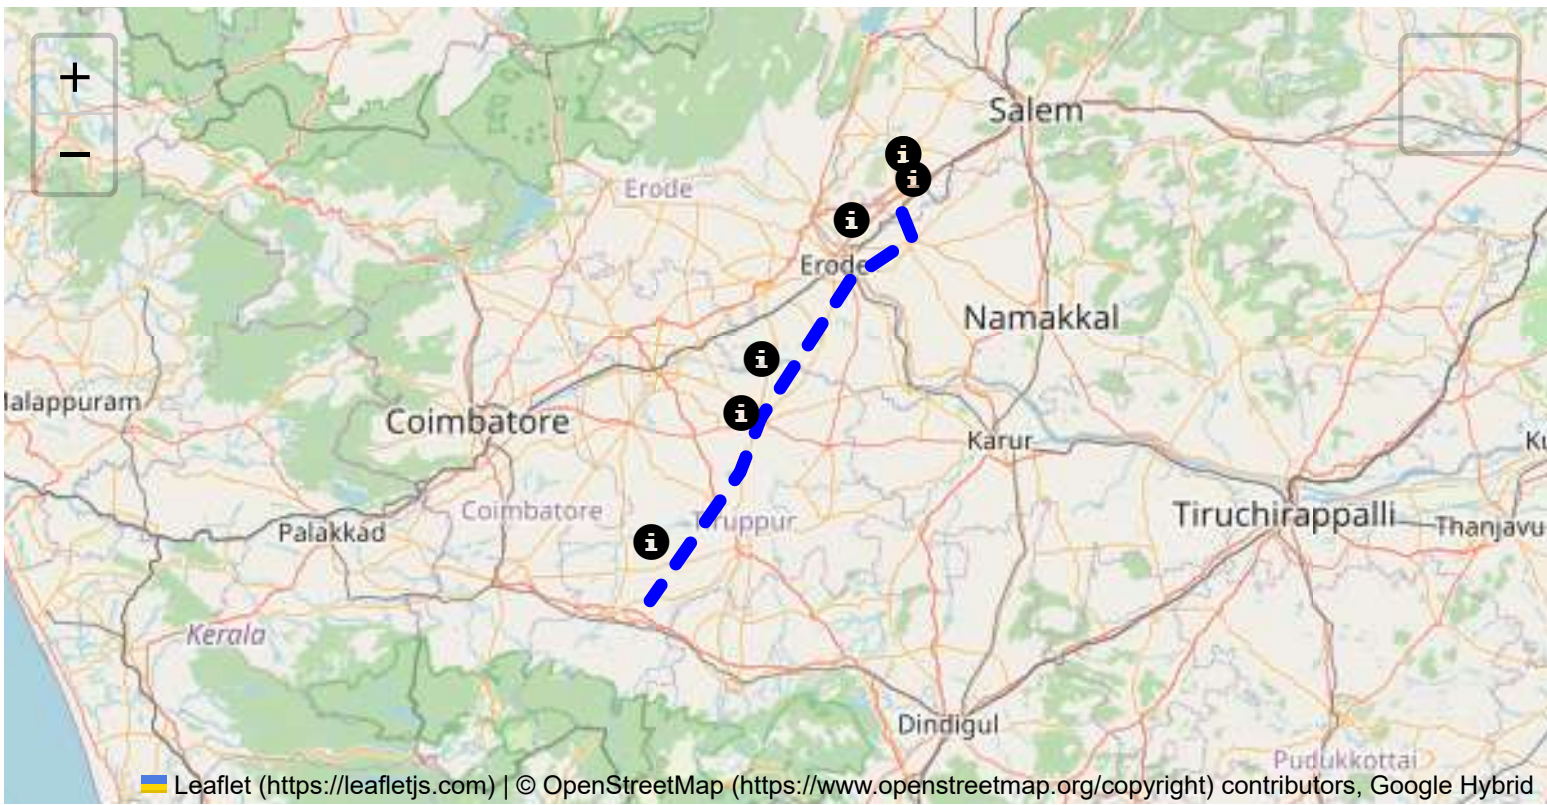 +
−
Salem
i
i
Erode
i
Erode
Namakkal
i
Malappuram
Coimbatore
i
Karur
Coimbatore
Tiruppur
Tiruchirappalli
Palakkad
Thanjavu
i
Kerala
Dindigul
Pudukkottai
Leaflet (https://leafletjs.com) | © OpenStreetMap (https://www.openstreetmap.org/copyright) contributors, Google Hybrid